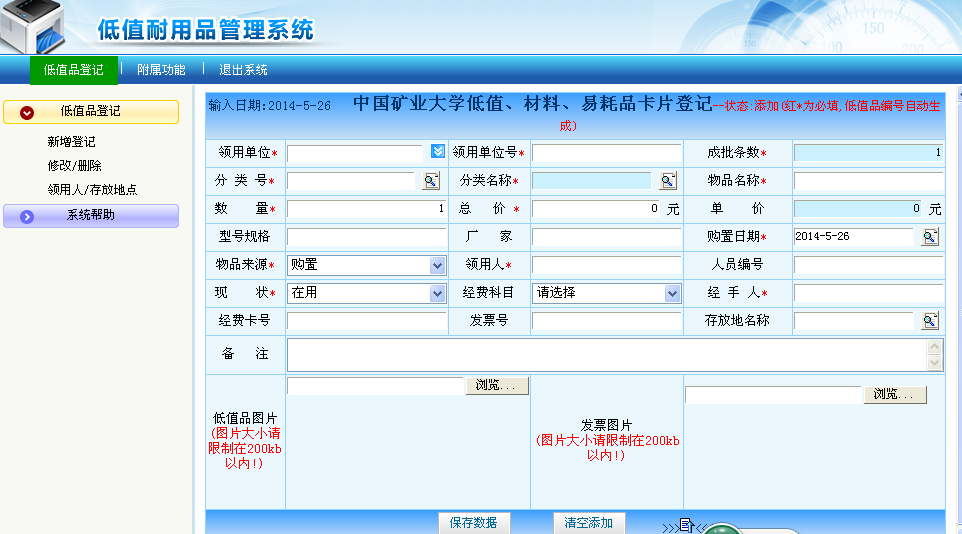 低值耐用品管理系统
150
100
150
200
低值品登记 附属功能 退出系统
低值品登记
新增登记
修改/删除
领用人/存放地点
系统帮助
输入日期:2014-5-26 中国矿业大学低值、材料、易耗品卡片登记--状态:添加(红*为必填,低值品编号自动生
成)
领用单位* 领用单位号* 成批条数* 1
分 类 号* 分类名称* 物品名称*
数 量* 1 总 价 * 0 元 单 价 0 元
型号规格 厂 家 购置日期* 2014-5-26
物品来源* 购置 领用人* 人员编号
现 状* 在用 经费科目 请选择 经 手 人*
经费卡号 发票号 存放地名称
备 注
浏览...
浏览...
低值品图片
(图片大小请
限制在200kb
以内!)
发票图片
(图片大小请限制在200kb
以内!)
保存数据 清空添加